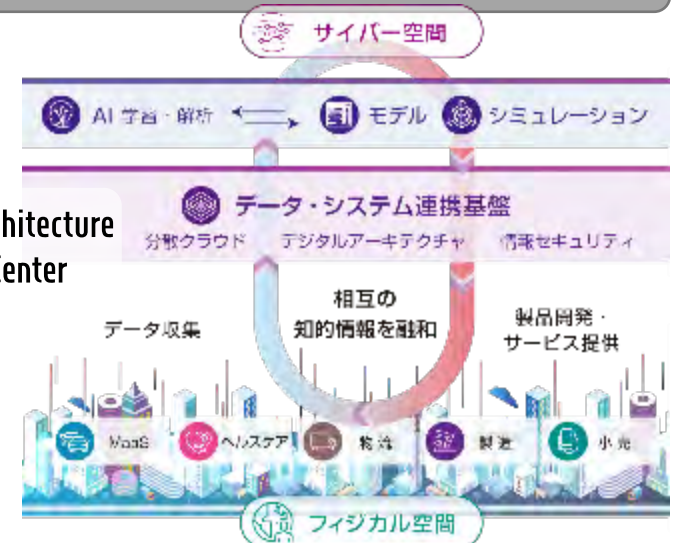 サイバー空間
AI 学習・解析
モデル
シミュレーション
データ・システム連携基盤
分散クラウド
デジタルアーキテクチャ
情報セキュリティ
hitecture
enter
データ収集
相互の
知的情報を融和
製品開発・
サービス提供
MaaS
ヘルスケア
物流
製造
小売
フィジカル空間